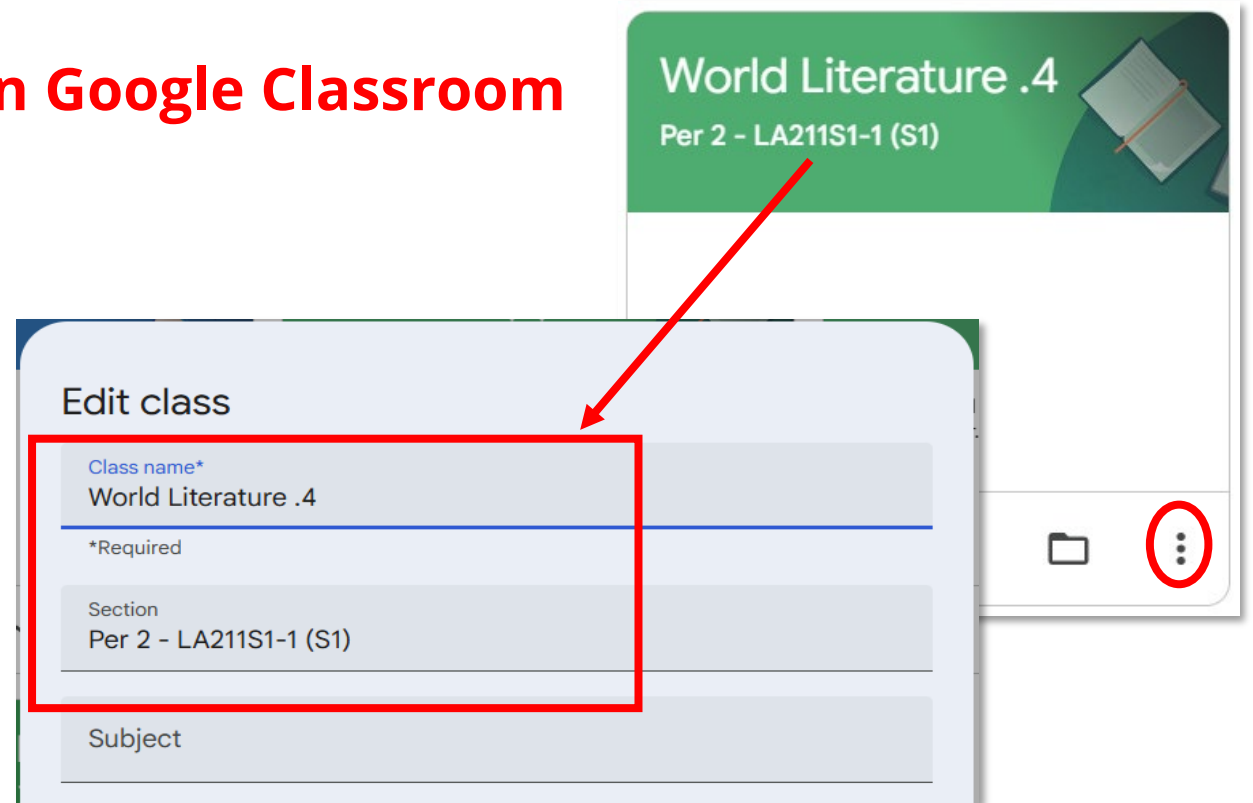 n Google Classroom
World Literature .4
Per 2 - LA211S1-1 (S1)
Edit class
Class name*
World Literature .4
*Required
Section
Per 2 - LA211S1-1 (S1)
Subject